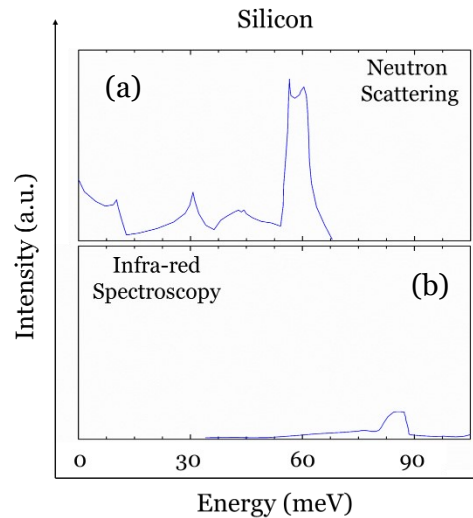 Silicon
(a)
Neutron
Scattering
Infra-red
Spectroscopy
(b)
Intensity (a.u.)
0 30 60 90
Energy (meV)